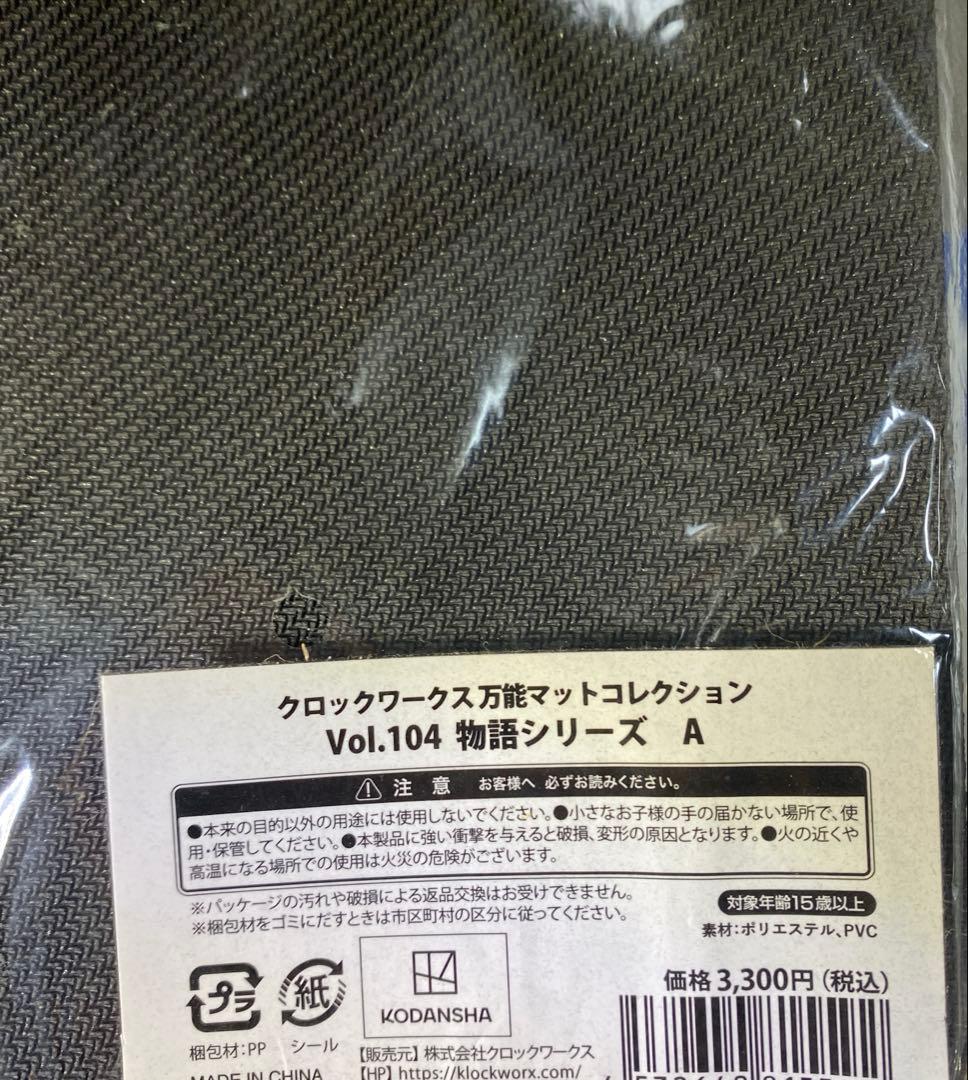 クロックワークス万能マットコレクション
Vol.104 物語シリーズ A
注意 お客様へ 必ずお読みください。
●本来の目的以外の用途には使用しないでください。●小さなお子様の手の届かない場所で、使
用・保管してください。●本製品に強い衝撃を与えると破損、変形の原因となります。●火の近くや
高温になる場所での使用は火災の危険がございます。
※パッケージの汚れや破損による返品交換はお受けできません。
※梱包材をゴミにだすときは市区町村の区分に従ってください。
対象年齢15歳以上
素材:ポリエステル、PVC
プラ
紙
KODANSHA
価格 3,300円(税込)
梱包材:PP シール
【販売元】株式会社クロックワークス
【HP】https://klockworx.com/
MADE IN CHINA